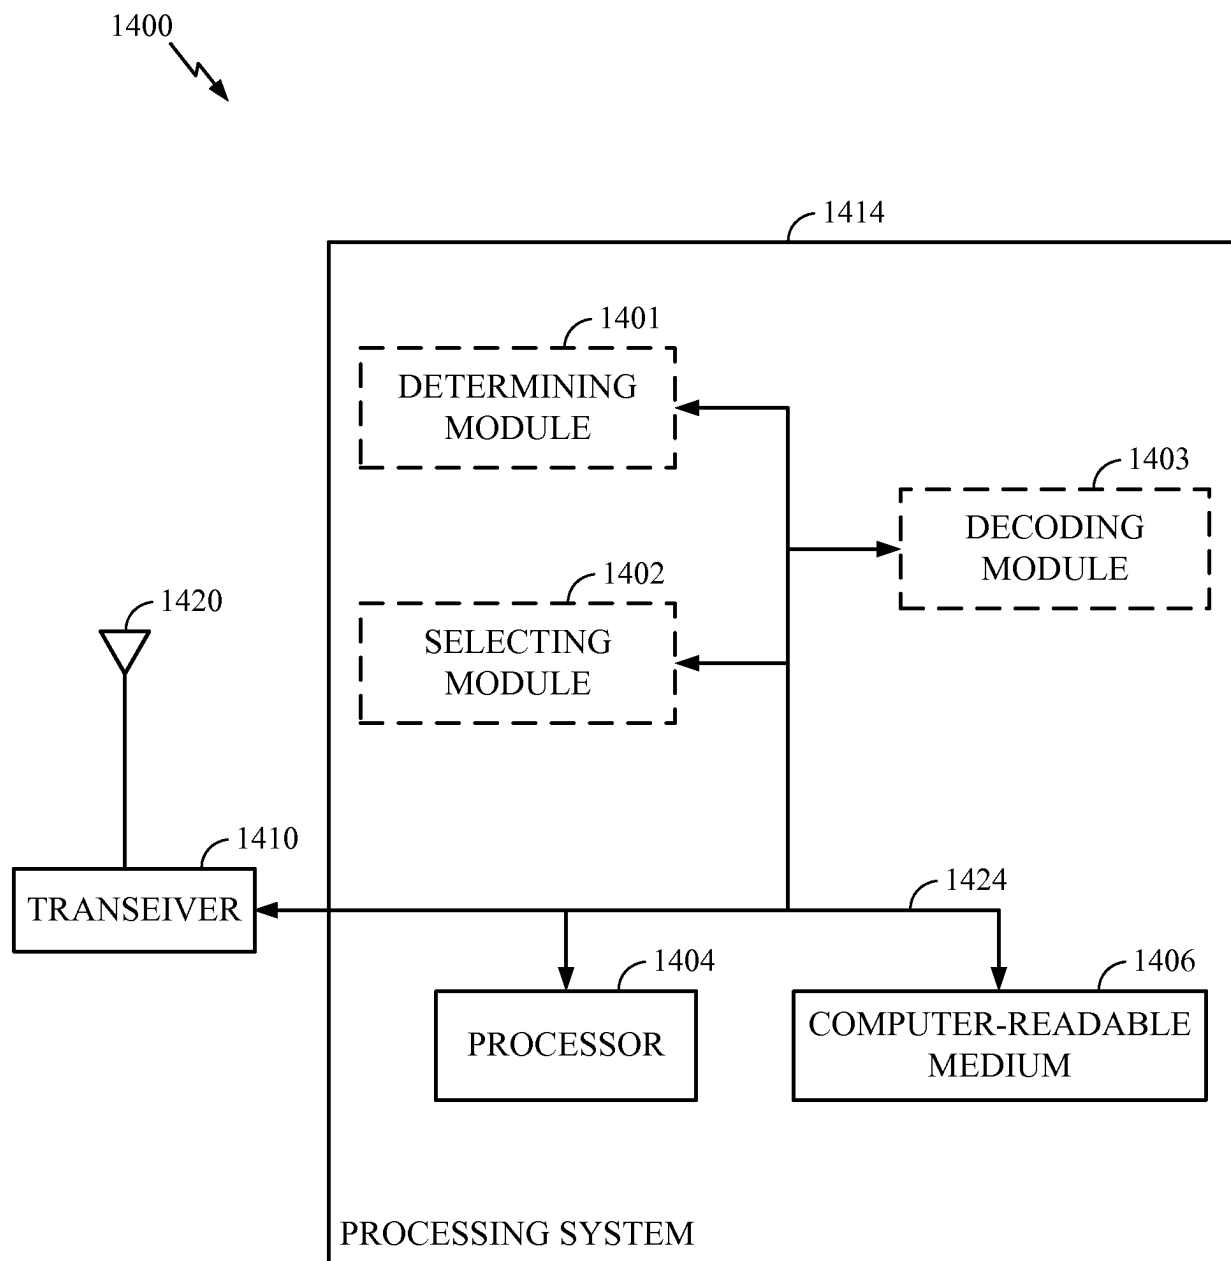 1400
1414
1401
DETERMINING
MODULE
1403
DECODING
MODULE
1402
SELECTING
MODULE
1420
1410
TRANSEIVER
1424
1404
PROCESSOR
1406
COMPUTER-READABLE
MEDIUM
PROCESSING SYSTEM